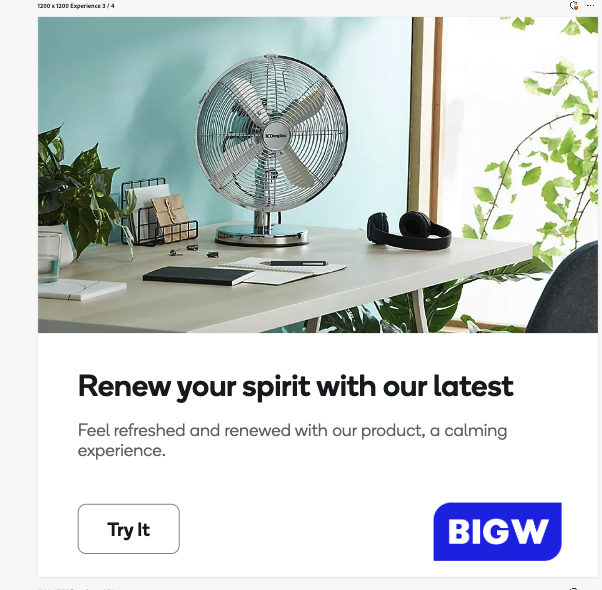 1200 x 1200 Experience 3 / 4
Dimplex
Renew your spirit with our latest
Feel refreshed and renewed with our product, a calming
experience.
Try It
BIGW